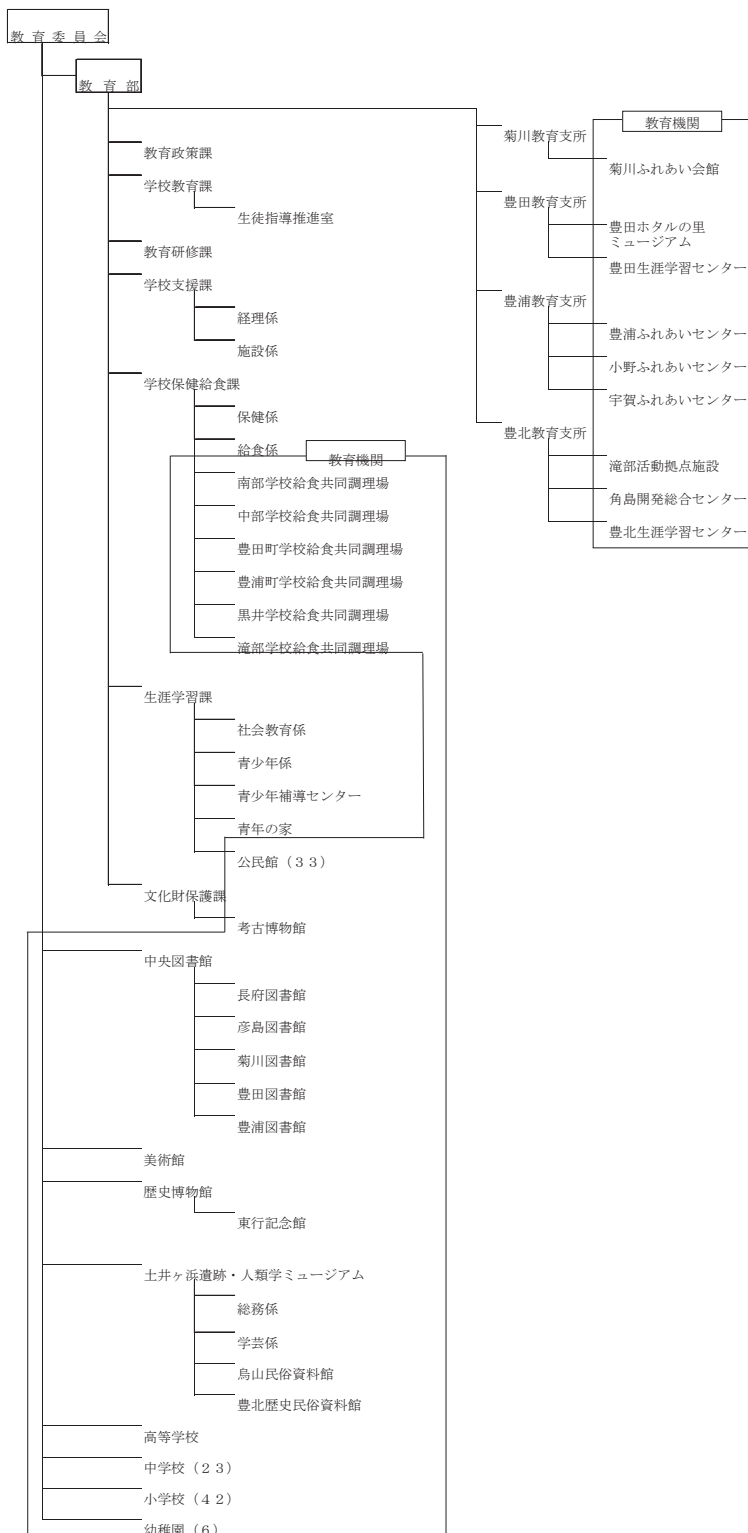 教育委員会
教育部
教育政策課
学校教育課
生徒指導推進室
教育研修課
学校支援課
経理係
施設係
学校保健給食課
保健係
給食係
教育機関
南部学校給食共同調理場
中部学校給食共同調理場
豊田町学校給食共同調理場
豊浦町学校給食共同調理場
黒井学校給食共同調理場
滝部学校給食共同調理場
生涯学習課
社会教育係
青少年係
青少年補導センター
青年の家
公民館（３３）
文化財保護課
考古博物館
中央図書館
長府図書館
彦島図書館
菊川図書館
豊田図書館
豊浦図書館
美術館
歴史博物館
東行記念館
土井ヶ浜遺跡・人類学ミュージアム
総務係
学芸係
烏山民俗資料館
豊北歴史民俗資料館
高等学校
中学校（２３）
小学校（４２）
幼稚園（６）
教育機関
菊川教育支所
菊川ふれあい会館
豊田教育支所
豊田ホタルの里
ミュージアム
豊田生涯学習センター
豊浦教育支所
豊浦ふれあいセンター
小野ふれあいセンター
宇賀ふれあいセンター
豊北教育支所
滝部活動拠点施設
角島開発総合センター
豊北生涯学習センター